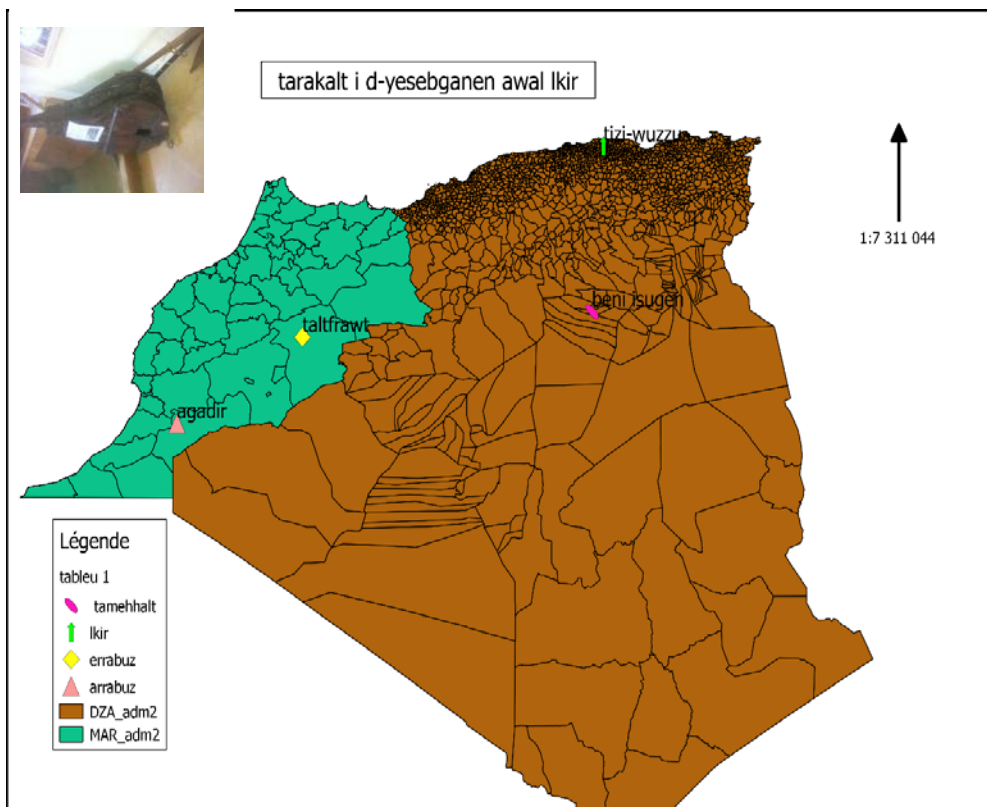 tarakalt i d-yesebganen awal lkir
tizi-wuzzu
1:7 311 044
beni isugen
taltfrawt
agadir
Légende
tableu 1
tamehhalt
lkir
errabuz
arrabuz
DZA_adm2
MAR_adm2